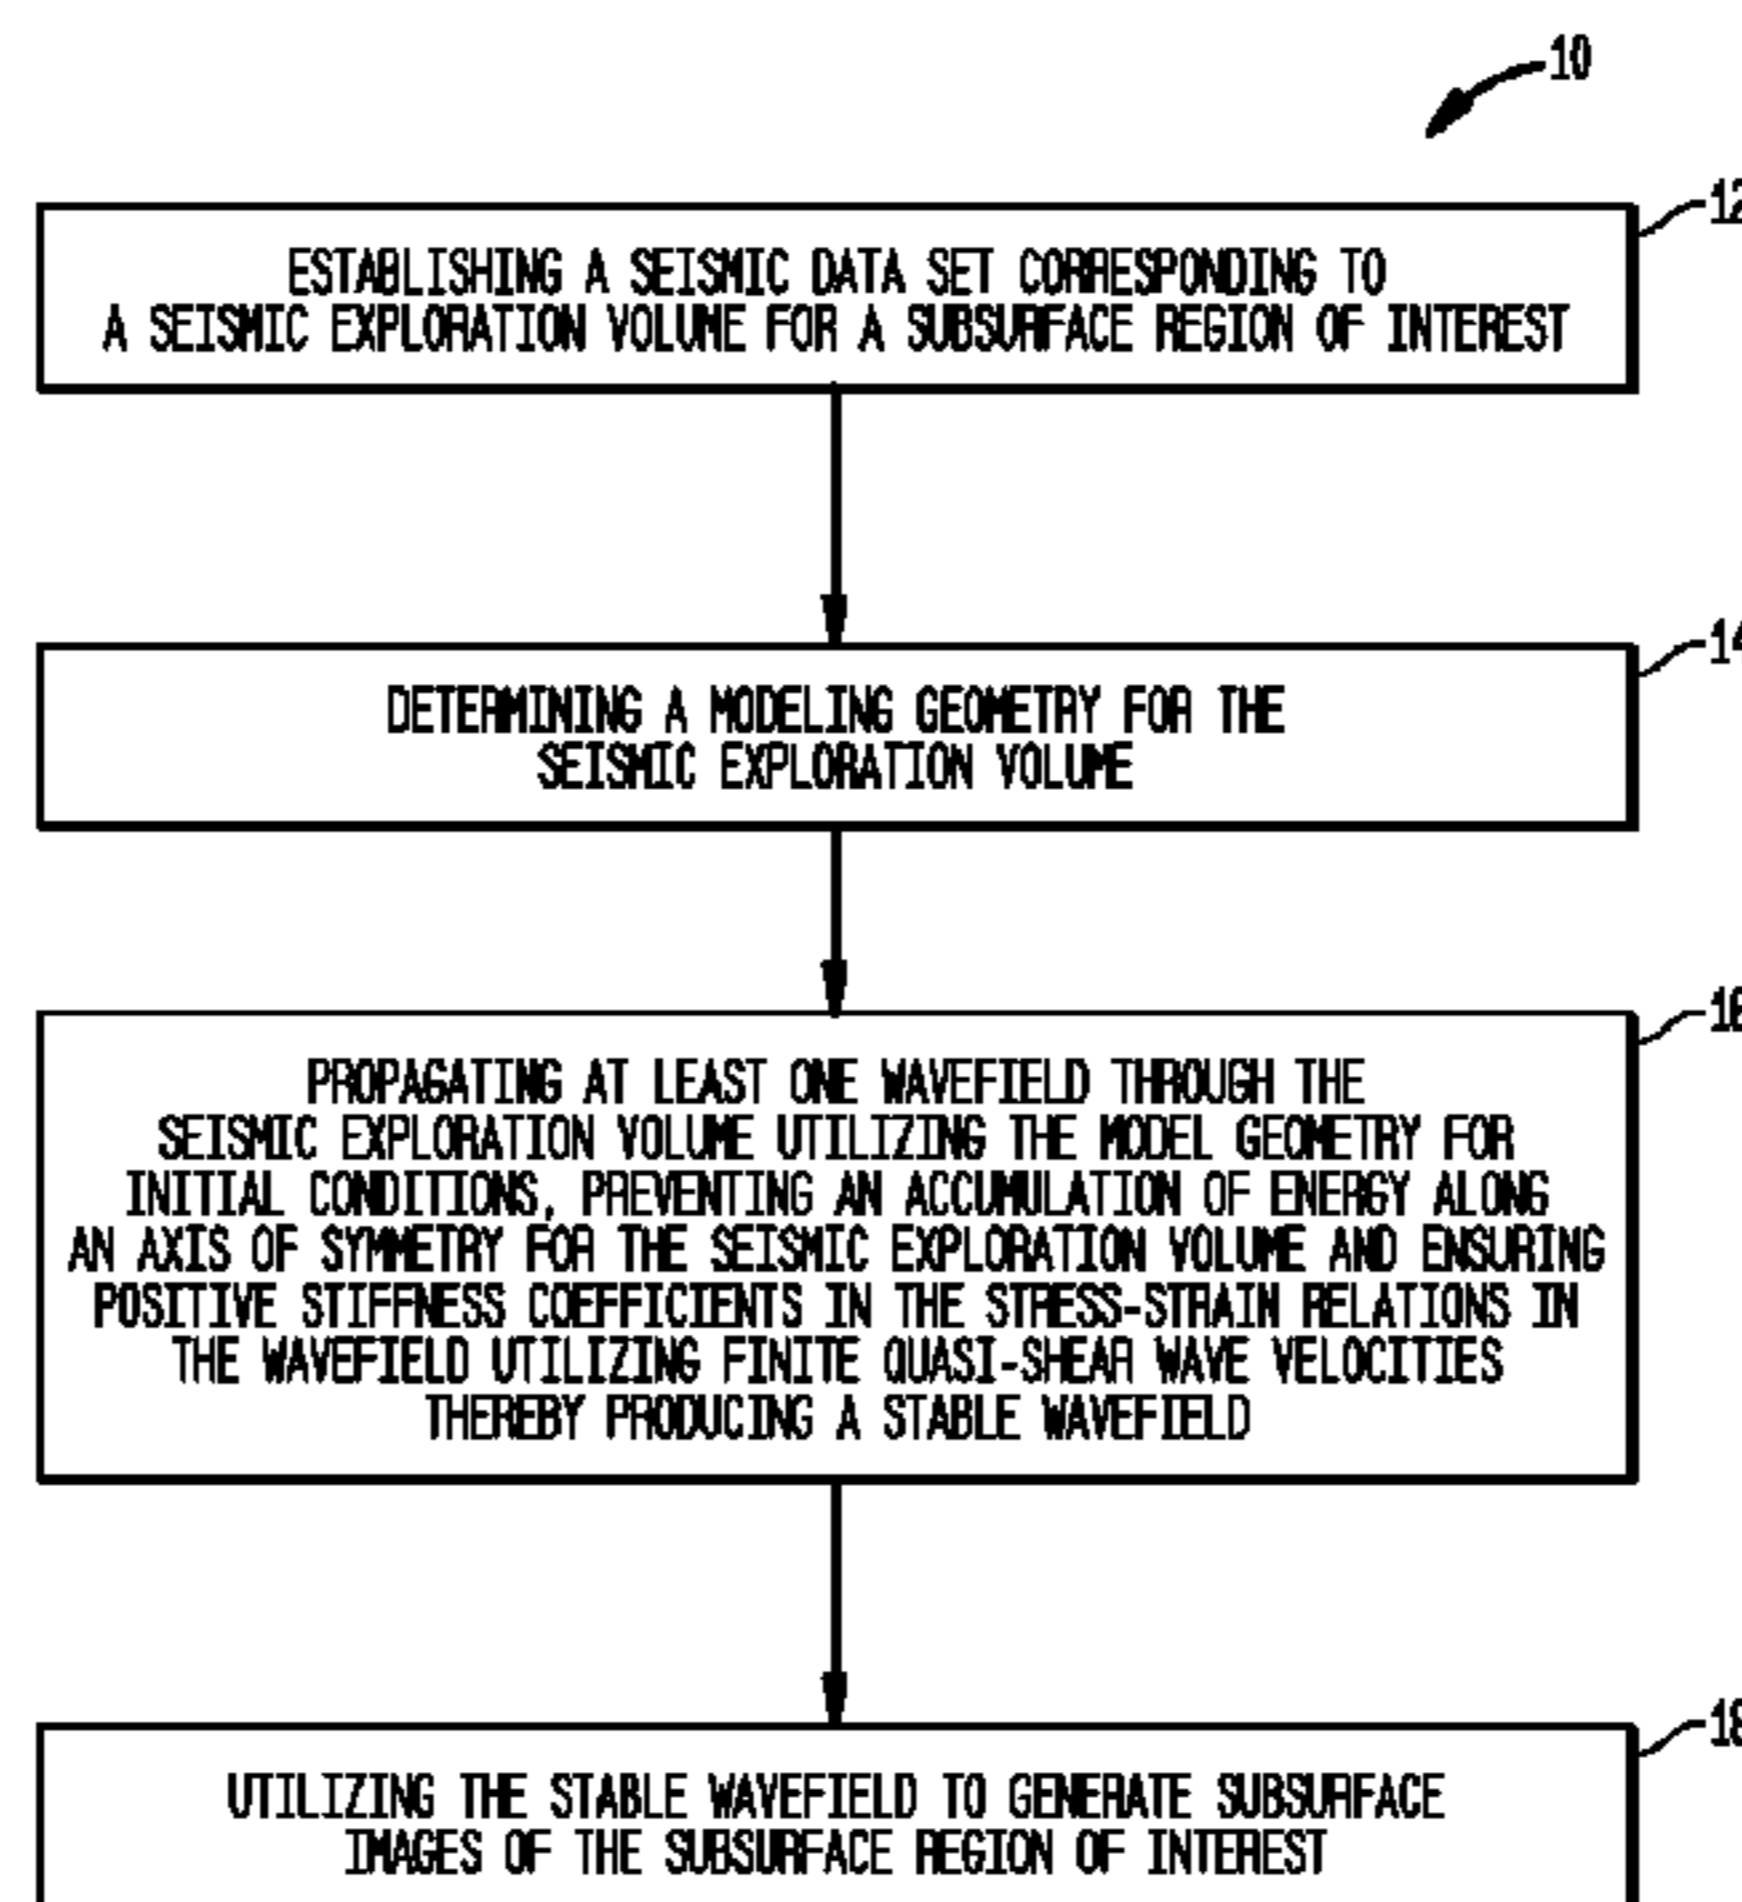 10
12
ESTABLISHING A SEISMIC DATA SET CORRESPONDING TO
A SEISMIC EXPLORATION VOLUME FOR A SUBSURFACE REGION OF INTEREST
14
DETERMINING A MODELING GEOMETRY FOR THE
SEISMIC EXPLORATION VOLUME
16
PROPAGATING AT LEAST ONE WAVEFIELD THROUGH THE
SEISMIC EXPLORATION VOLUME UTILIZING THE MODEL GEOMETRY FOR
INITIAL CONDITIONS, PREVENTING AN ACCUMULATION OF ENERGY ALONG
AN AXIS OF SYMMETRY FOR THE SEISMIC EXPLORATION VOLUME AND ENSURING
POSITIVE STIFFNESS COEFFICIENTS IN THE STRESS-STRAIN RELATIONS IN
THE WAVEFIELD UTILIZING FINITE QUASI-SHEAR WAVE VELOCITIES
THEREBY PRODUCING A STABLE WAVEFIELD
18
UTILIZING THE STABLE WAVEFIELD TO GENERATE SUBSURFACE
IMAGES OF THE SUBSURFACE REGION OF INTEREST